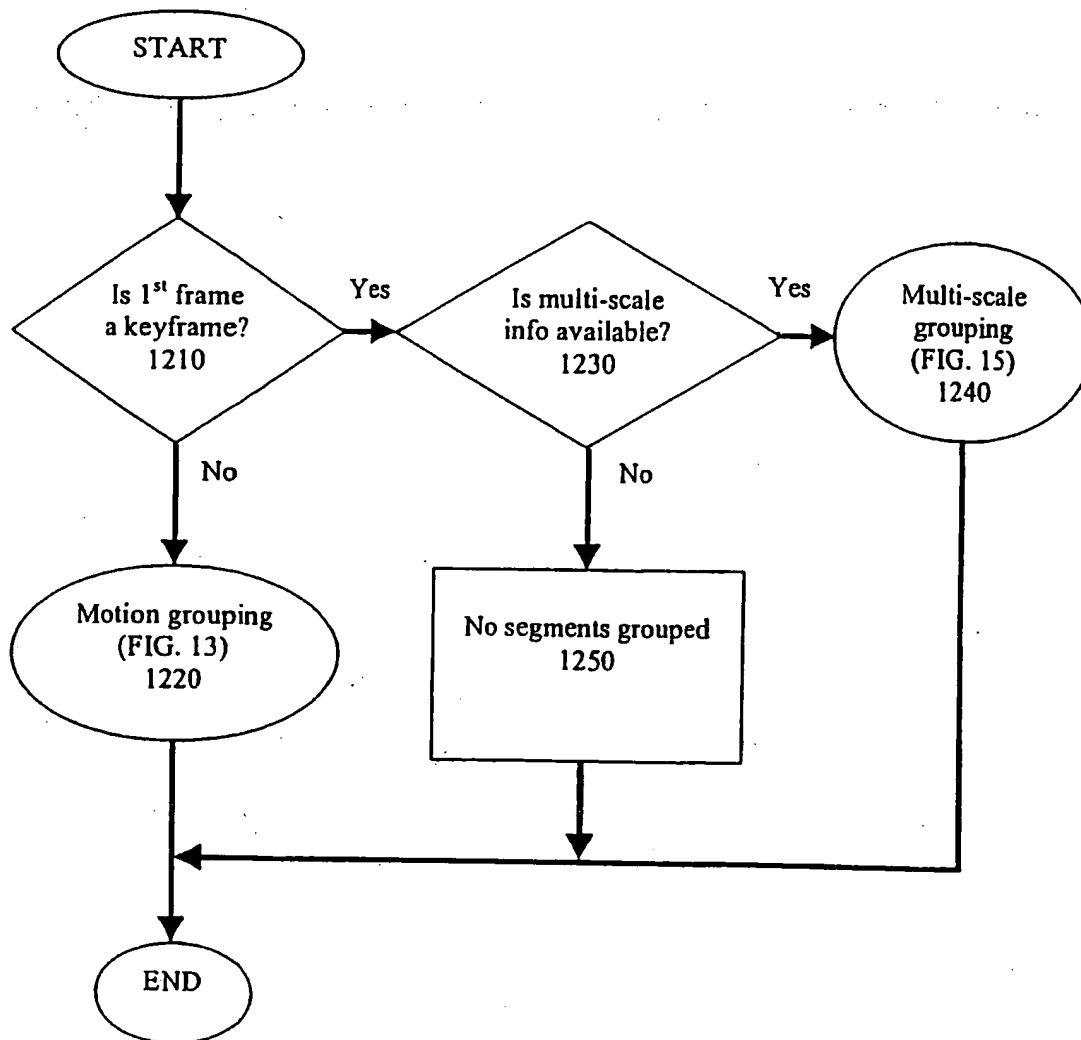 START
Is 1st frame
a keyframe?
1210
Yes
Is multi-scale
info available?
1230
Yes
Multi-scale
grouping
(FIG. 15)
1240
No
No
Motion grouping
(FIG. 13)
1220
No segments grouped
1250
END